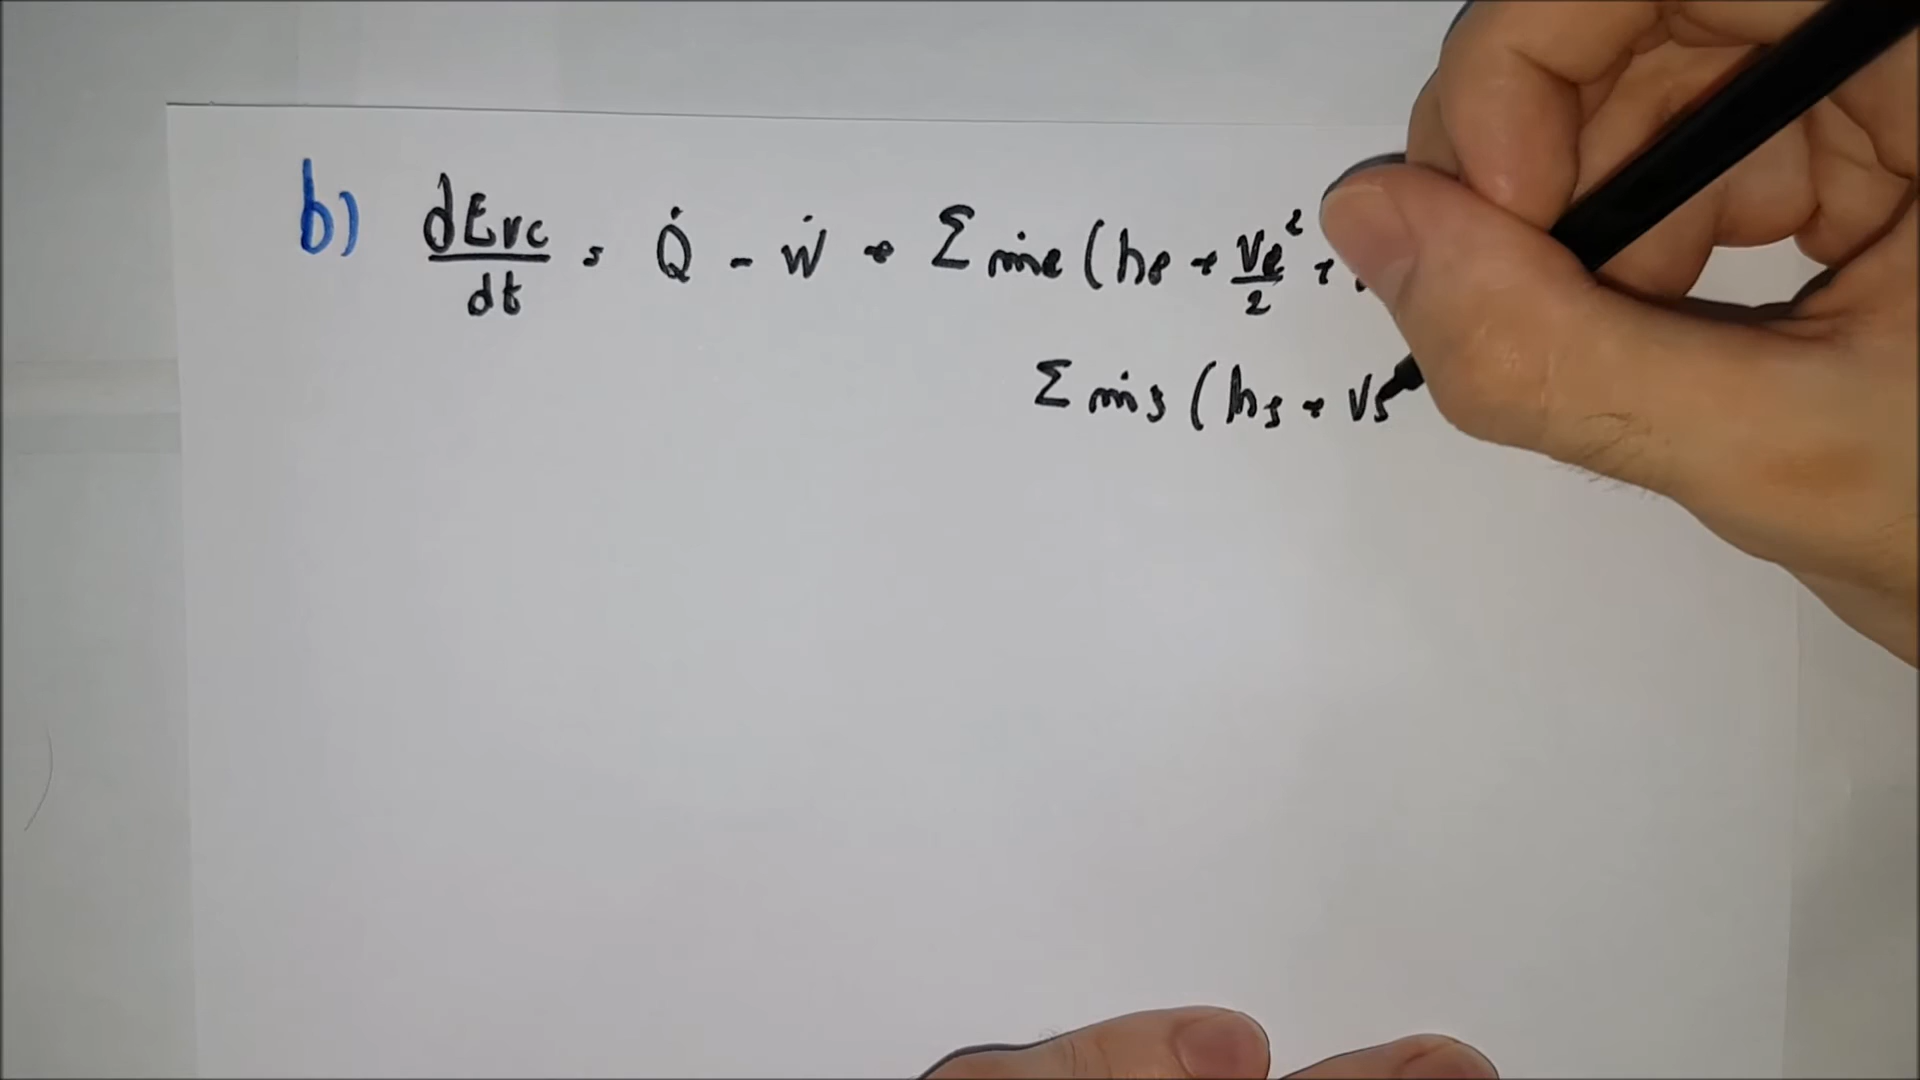 b) dEvc/dt = Q̇ - Ẇ + Σ ṁe (he + Ve²/2 +
Σ ṁs (hs + Vs